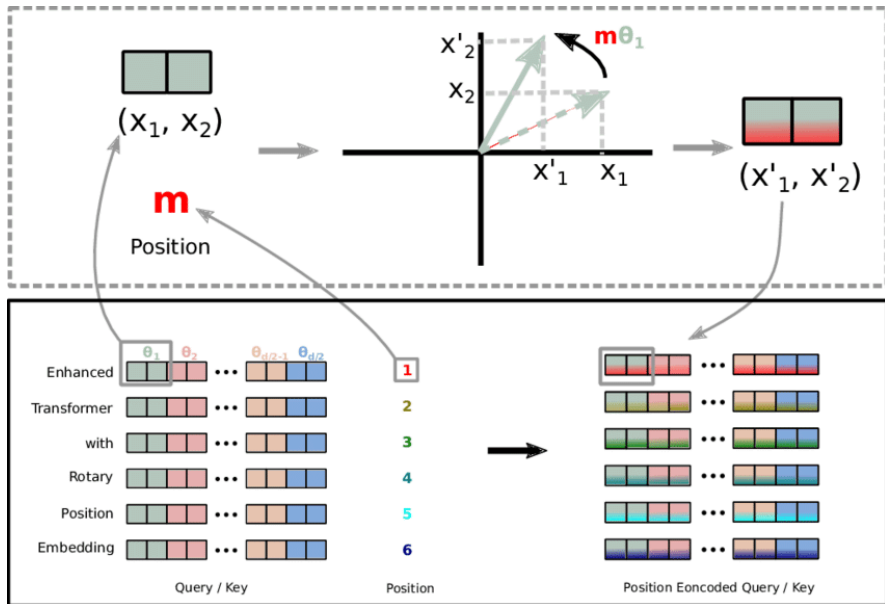 x'₂
mθ₁
x₂
(x₁, x₂)
x'₁ x₁
(x'₁, x'₂)
m
Position
θ₁ θ₂ θd/2-1 θd/2
Enhanced ••• 1 •••
Transformer ••• 2 •••
with ••• 3 •••
Rotary ••• 4 •••
Position ••• 5 •••
Embedding ••• 6 •••
Query / Key Position Position Eoncoded Query / Key